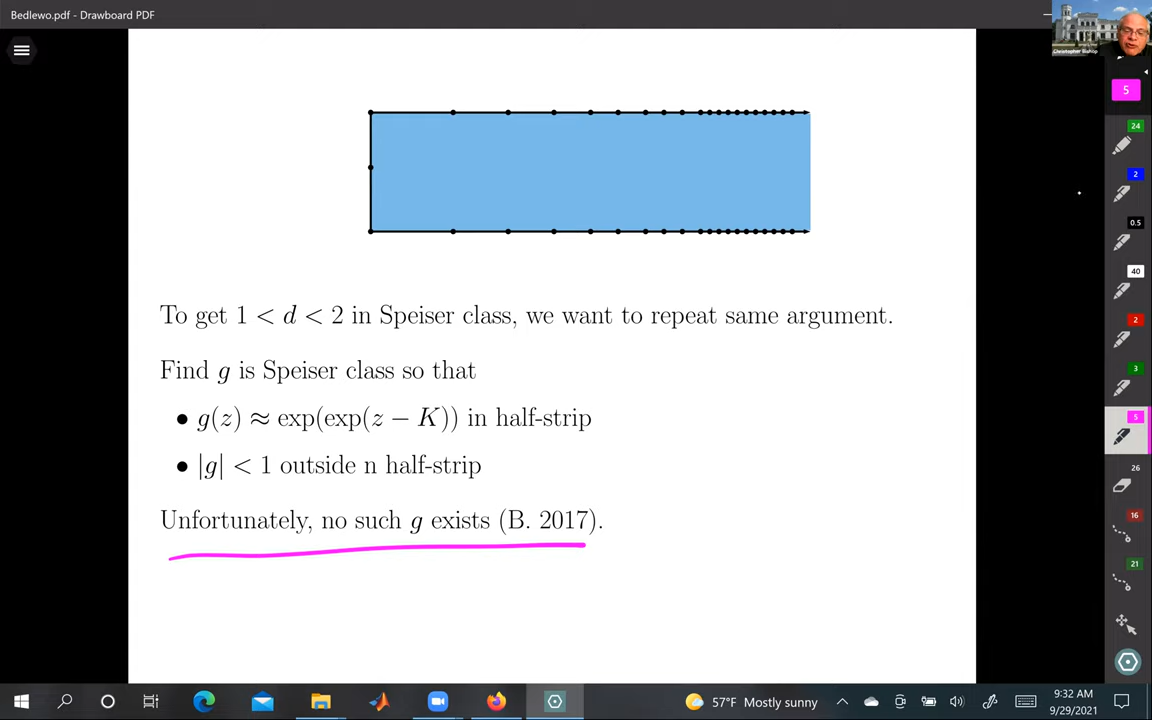 Bedlewo.pdf - Drawboard PDF
Christopher Bishop
5
24
2
0.5
40
2
3
5
26
16
21
To get 1 < d < 2 in Speiser class, we want to repeat same argument.
Find g is Speiser class so that
• g(z) ≈ exp(exp(z − K)) in half-strip
• |g| < 1 outside n half-strip
Unfortunately, no such g exists (B. 2017).
57°F Mostly sunny
9:32 AM
9/29/2021